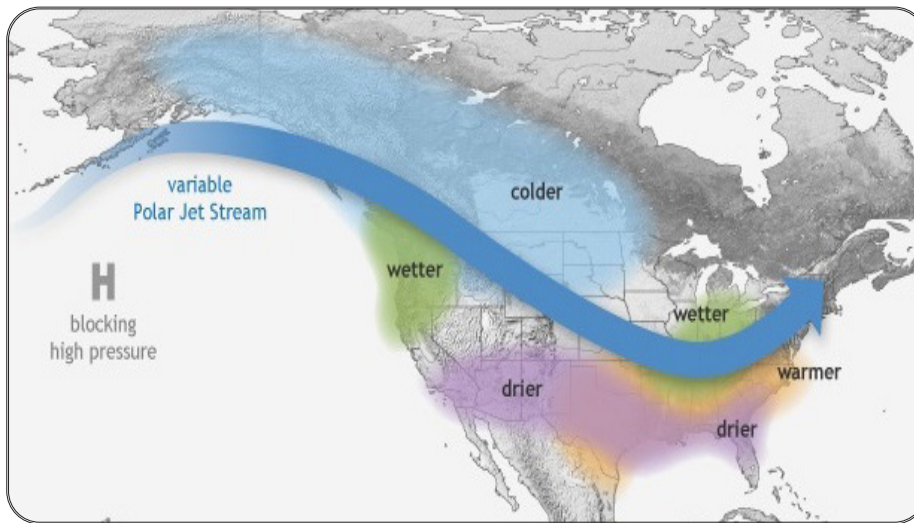 variable
Polar Jet Stream
colder
wetter
H
blocking
high pressure
wetter
warmer
drier
drier